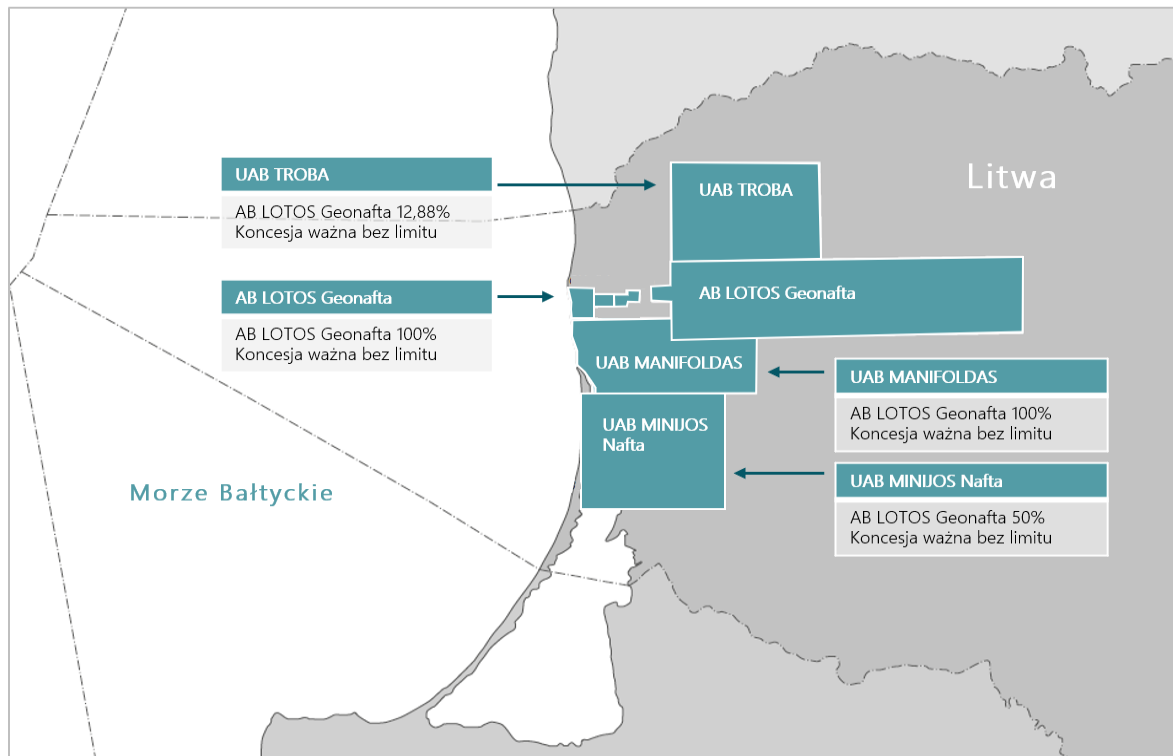 Litwa
UAB TROBA
AB LOTOS Geonafta 12,88%
Koncesja ważna bez limitu
UAB TROBA
AB LOTOS Geonafta
AB LOTOS Geonafta 100%
Koncesja ważna bez limitu
AB LOTOS Geonafta
UAB MANIFOLDAS
UAB MANIFOLDAS
AB LOTOS Geonafta 100%
Koncesja ważna bez limitu
UAB MINIJOS
Nafta
UAB MINIJOS Nafta
AB LOTOS Geonafta 50%
Koncesja ważna bez limitu
Morze Bałtyckie